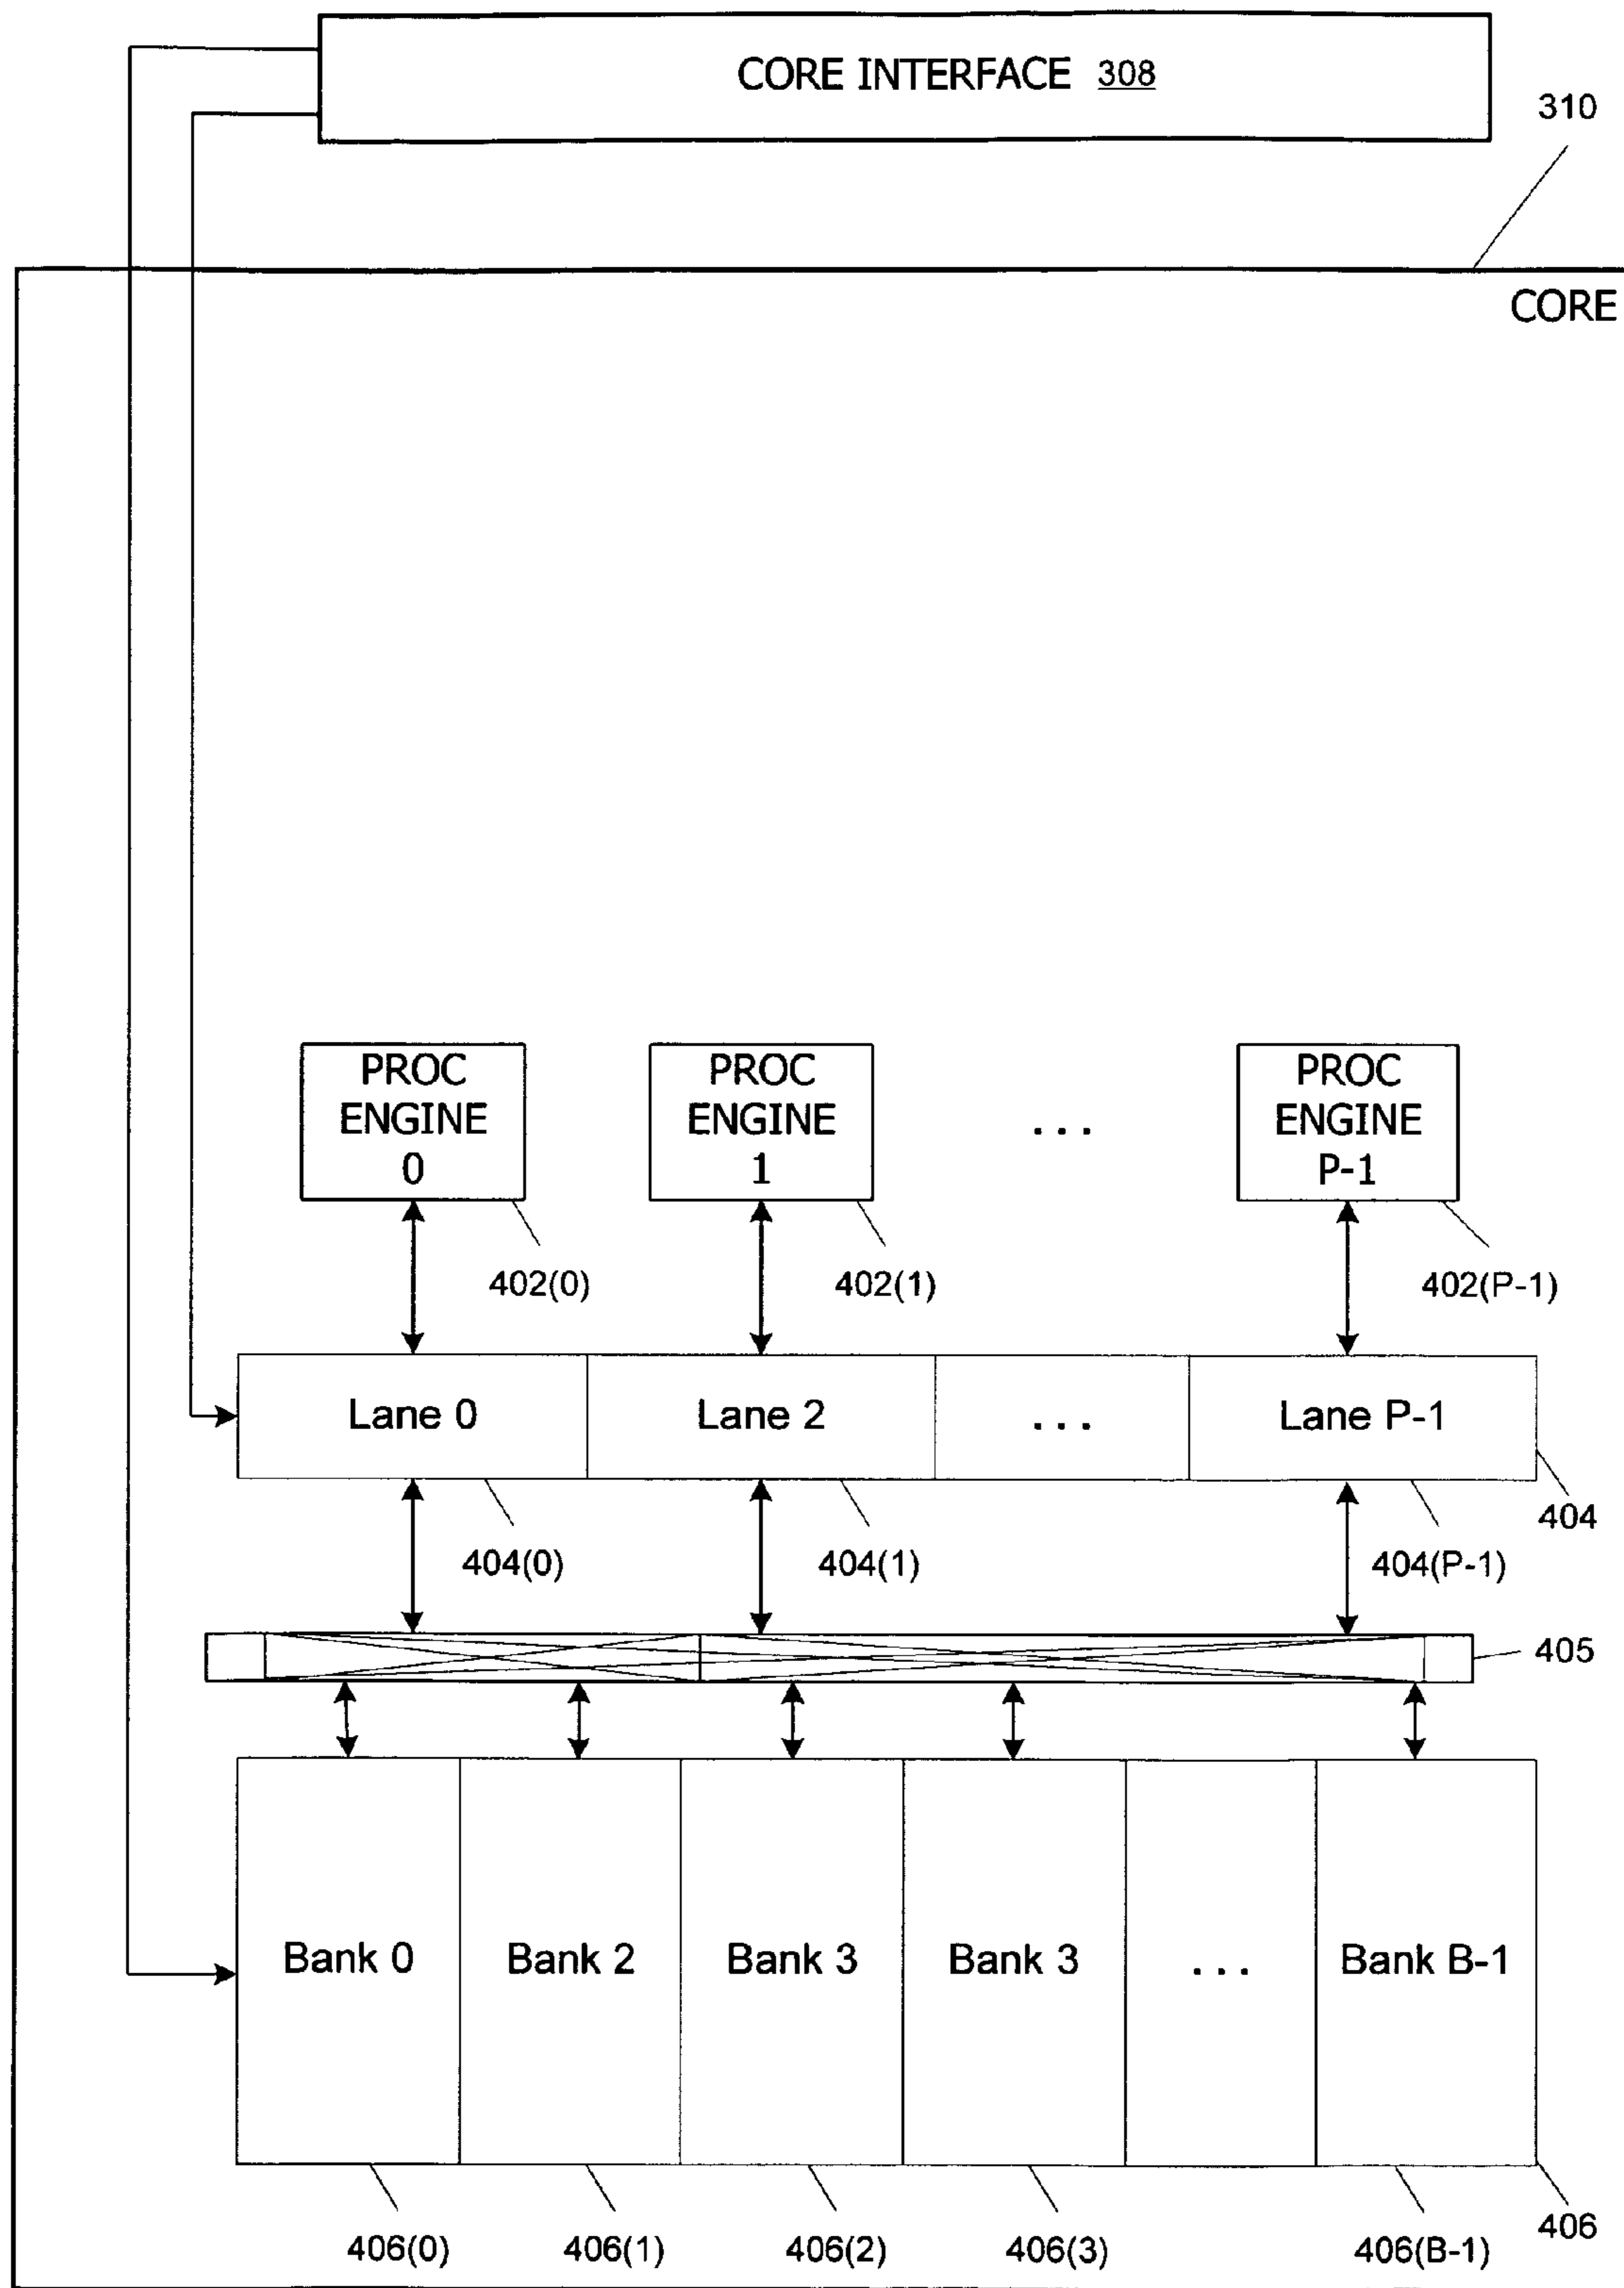 CORE INTERFACE 308
310
CORE
PROC ENGINE 0
PROC ENGINE 1
...
PROC ENGINE P-1
402(0)
402(1)
402(P-1)
Lane 0
Lane 2
...
Lane P-1
404
404(0)
404(1)
404(P-1)
405
Bank 0
Bank 2
Bank 3
Bank 3
...
Bank B-1
406
406(0)
406(1)
406(2)
406(3)
406(B-1)